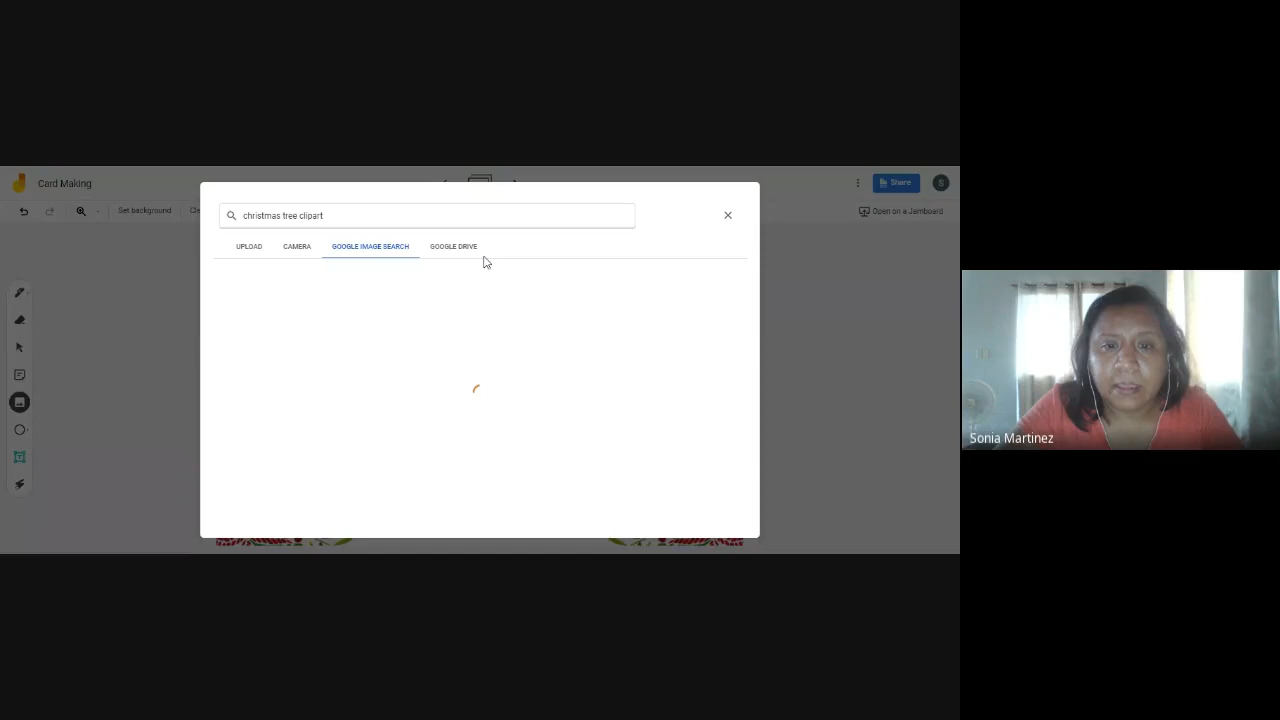 Card Making
Share
S
Set background
Open on a Jamboard
christmas tree clipart
UPLOAD
CAMERA
GOOGLE IMAGE SEARCH
GOOGLE DRIVE
Sonia Martinez